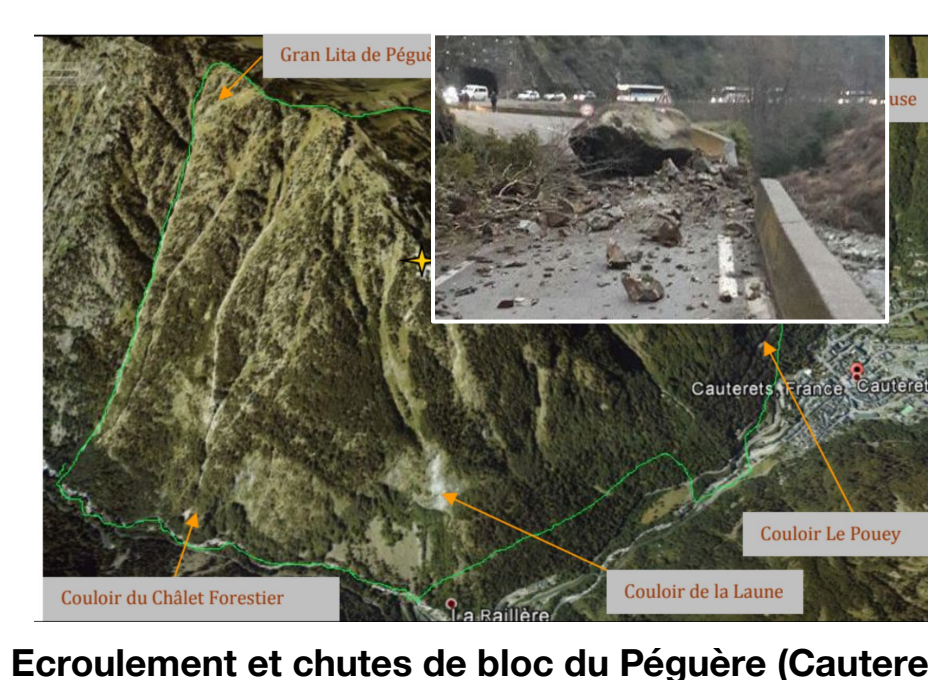 Gran Lita de Péguè
use
Cauterets, France
Cauteret
Couloir Le Pouey
Couloir de la Laune
Couloir du Châlet Forestier
La Raillère
Ecroulement et chutes de bloc du Péguère (Cautere